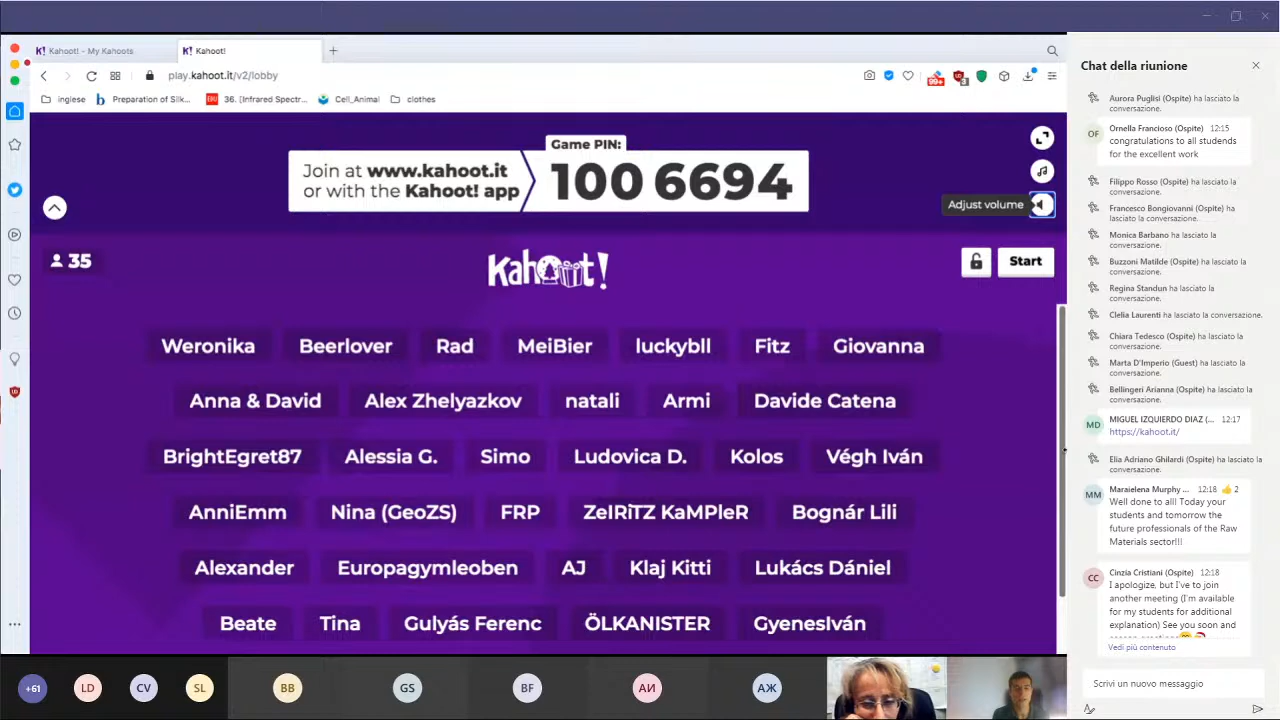 Kahoot! - My Kahoots
Kahoot!
play.kahoot.it/v2/lobby
99+
3
inglese
Preparation of Silk...
36. [Infrared Spectr...
Cell_Animal
clothes
Game PIN:
Join at www.kahoot.it
or with the Kahoot! app
100 6694
Adjust volume
35
Kahoot!
Start
Weronika
Beerlover
Rad
MeiBier
luckybll
Fitz
Giovanna
Anna & David
Alex Zhelyazkov
natali
Armi
Davide Catena
BrightEgret87
Alessia G.
Simo
Ludovica D.
Kolos
Végh Iván
AnniEmm
Nina (GeoZS)
FRP
ZeIRiTZ KaMPleR
Bognár Lili
Alexander
Europagymleoben
AJ
Klaj Kitti
Lukács Dániel
Beate
Tina
Gulyás Ferenc
ÖLKANISTER
GyenesIván
+61
LD
CV
SL
BB
GS
BF
АИ
АЖ
Chat della riunione
Aurora Puglisi (Ospite) ha lasciato la
conversazione.
OF
Ornella Francioso (Ospite) 12:15
congratulations to all studends
for the excellent work
Filippo Rosso (Ospite) ha lasciato la
conversazione.
Francesco Bongiovanni (Ospite) ha
lasciato la conversazione.
Monica Barbano ha lasciato la
conversazione.
Buzzoni Matilde (Ospite) ha lasciato la
conversazione.
Regina Standun ha lasciato la
conversazione.
Clelia Laurenti ha lasciato la conversazione.
Chiara Tedesco (Ospite) ha lasciato la
conversazione.
Marta D'Imperio (Guest) ha lasciato la
conversazione.
Bellingeri Arianna (Ospite) ha lasciato la
conversazione.
MD
MIGUEL IZQUIERDO DIAZ (... 12:17
https://kahoot.it/
Elia Adriano Ghilardi (Ospite) ha lasciato la
conversazione.
MM
Maraielena Murphy ... 12:18 2
Well done to all! Today your
students and tomorrow the
future professionals of the Raw
Materials sector!!!
CC
Cinzia Cristiani (Ospite) 12:18
I apologize, but I've to join
another meeting (I'm available
for my students for additional
explanation) See you soon and
Vedi più contenuto
Scrivi un nuovo messaggio